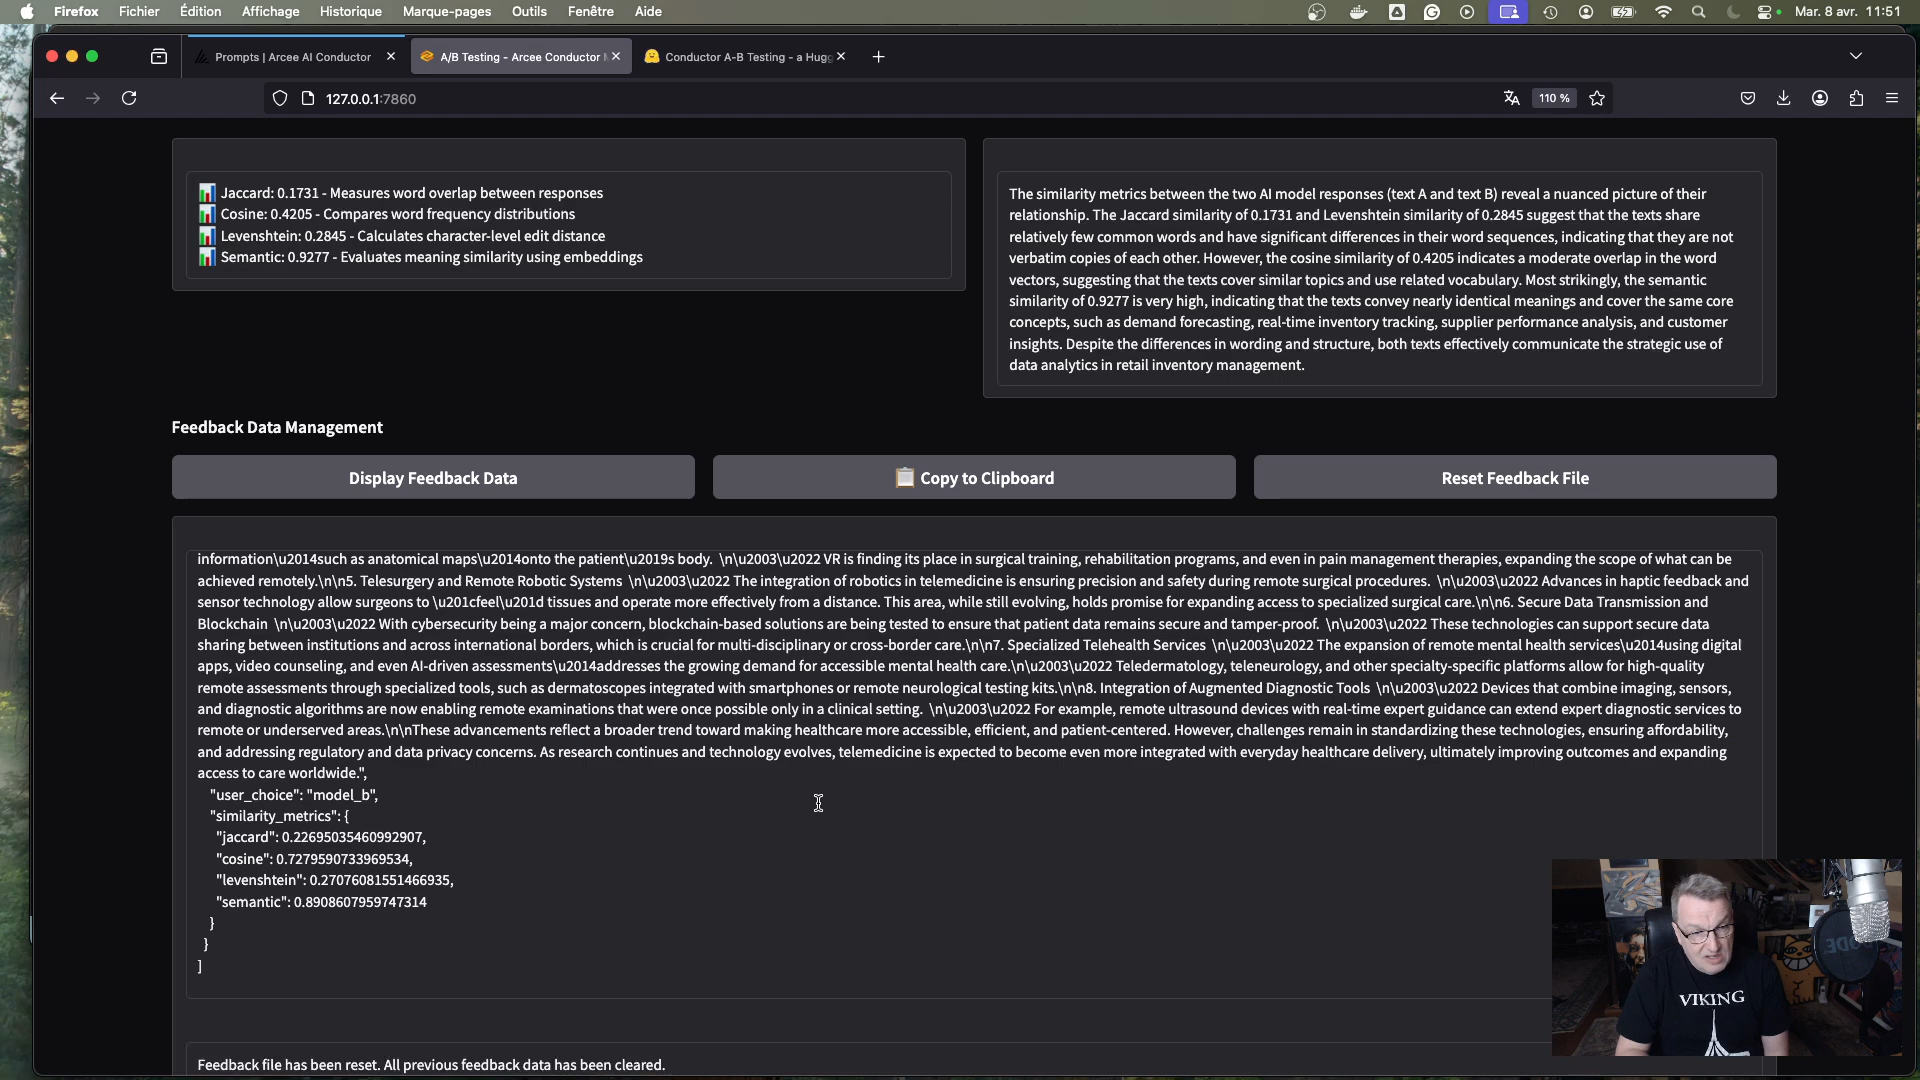 Firefox Fichier Édition Affichage Historique Marque-pages Outils Fenêtre Aide Mar. 8 avr. 11:51
Prompts | Arcee AI Conductor A/B Testing - Arcee Conductor Conductor A-B Testing - a Hugg
127.0.0.1:7860 110 %
Jaccard: 0.1731 - Measures word overlap between responses
Cosine: 0.4205 - Compares word frequency distributions
Levenshtein: 0.2845 - Calculates character-level edit distance
Semantic: 0.9277 - Evaluates meaning similarity using embeddings
The similarity metrics between the two AI model responses (text A and text B) reveal a nuanced picture of their
relationship. The Jaccard similarity of 0.1731 and Levenshtein similarity of 0.2845 suggest that the texts share
relatively few common words and have significant differences in their word sequences, indicating that they are not
verbatim copies of each other. However, the cosine similarity of 0.4205 indicates a moderate overlap in the word
vectors, suggesting that the texts cover similar topics and use related vocabulary. Most strikingly, the semantic
similarity of 0.9277 is very high, indicating that the texts convey nearly identical meanings and cover the same core
concepts, such as demand forecasting, real-time inventory tracking, supplier performance analysis, and customer
insights. Despite the differences in wording and structure, both texts effectively communicate the strategic use of
data analytics in retail inventory management.
Feedback Data Management
Display Feedback Data
Copy to Clipboard
Reset Feedback File
information\u2014such as anatomical maps\u2014onto the patient\u2019s body.  \n\u2003\u2022 VR is finding its place in surgical training, rehabilitation programs, and even in pain management therapies, expanding the scope of what can be
achieved remotely.\n\n5. Telesurgery and Remote Robotic Systems  \n\u2003\u2022 The integration of robotics in telemedicine is ensuring precision and safety during remote surgical procedures.  \n\u2003\u2022 Advances in haptic feedback and
sensor technology allow surgeons to \u201cfeel\u201d tissues and operate more effectively from a distance. This area, while still evolving, holds promise for expanding access to specialized surgical care.\n\n6. Secure Data Transmission and
Blockchain  \n\u2003\u2022 With cybersecurity being a major concern, blockchain-based solutions are being tested to ensure that patient data remains secure and tamper-proof.  \n\u2003\u2022 These technologies can support secure data
sharing between institutions and across international borders, which is crucial for multi-disciplinary or cross-border care.\n\n7. Specialized Telehealth Services  \n\u2003\u2022 The expansion of remote mental health services\u2014using digital
apps, video counseling, and even AI-driven assessments\u2014addresses the growing demand for accessible mental health care.\n\u2003\u2022 Teledermatology, teleneurology, and other specialty-specific platforms allow for high-quality
remote assessments through specialized tools, such as dermatoscopes integrated with smartphones or remote neurological testing kits.\n\n8. Integration of Augmented Diagnostic Tools  \n\u2003\u2022 Devices that combine imaging, sensors,
and diagnostic algorithms are now enabling remote examinations that were once possible only in a clinical setting.  \n\u2003\u2022 For example, remote ultrasound devices with real-time expert guidance can extend expert diagnostic services to
remote or underserved areas.\n\nThese advancements reflect a broader trend toward making healthcare more accessible, efficient, and patient-centered. However, challenges remain in standardizing these technologies, ensuring affordability,
and addressing regulatory and data privacy concerns. As research continues and technology evolves, telemedicine is expected to become even more integrated with everyday healthcare delivery, ultimately improving outcomes and expanding
access to care worldwide.",
"user_choice": "model_b",
"similarity_metrics": {
"jaccard": 0.22695035460992907,
"cosine": 0.7279590733969534,
"levenshtein": 0.27076081551466935,
"semantic": 0.8908607959747314
}
}
]
Feedback file has been reset. All previous feedback data has been cleared.
VIKING